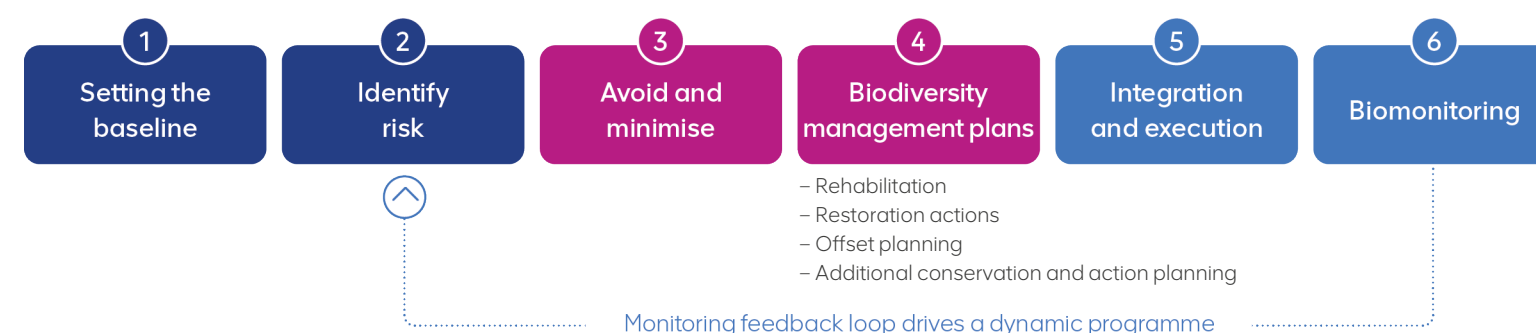 1
Setting the
baseline
2
Identify
risk
3
Avoid and
minimise
4
Biodiversity
management plans
– Rehabilitation
– Restoration actions
– Offset planning
– Additional conservation and action planning
5
Integration
and execution
6
Biomonitoring
Monitoring feedback loop drives a dynamic programme